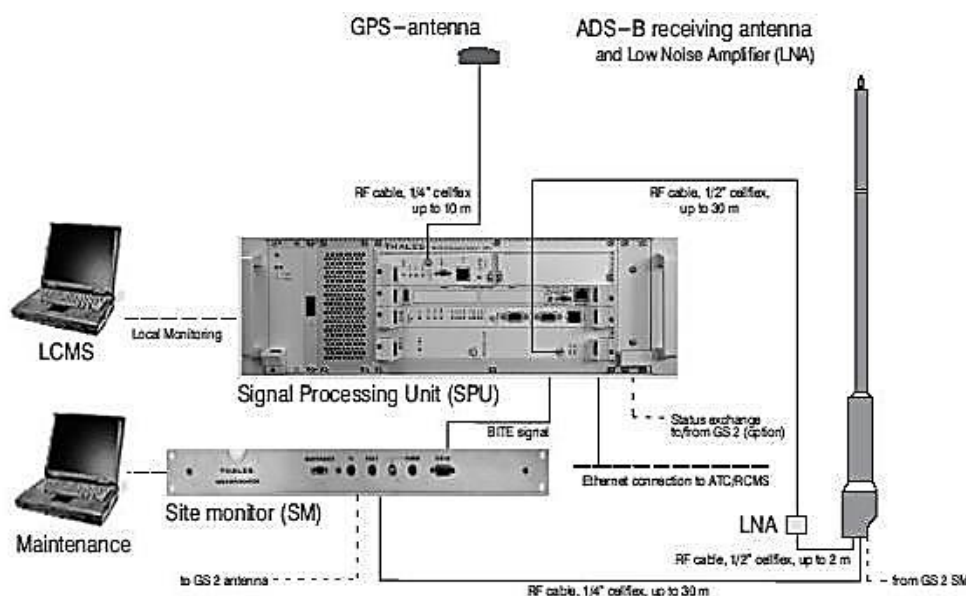 GPS-antenna
ADS-B receiving antenna
and Low Noise Amplifier (LNA)
RF cable, 1/4" cellflex
up to 10 m
RF cable, 1/2" cellflex,
up to 30 m
THALES
LCMS
Local Monitoring
Signal Processing Unit (SPU)
Status exchange
to/from GS 2 (option)
BITE signal
THALES
Ethernet connection to ATC/RCMS
Site monitor (SM)
LNA
Maintenance
RF cable, 1/2" cellflex, up to 2 m
to GS 2 antenna
from GS 2 SM
RF cable, 1/4" cellflex, up to 30 m